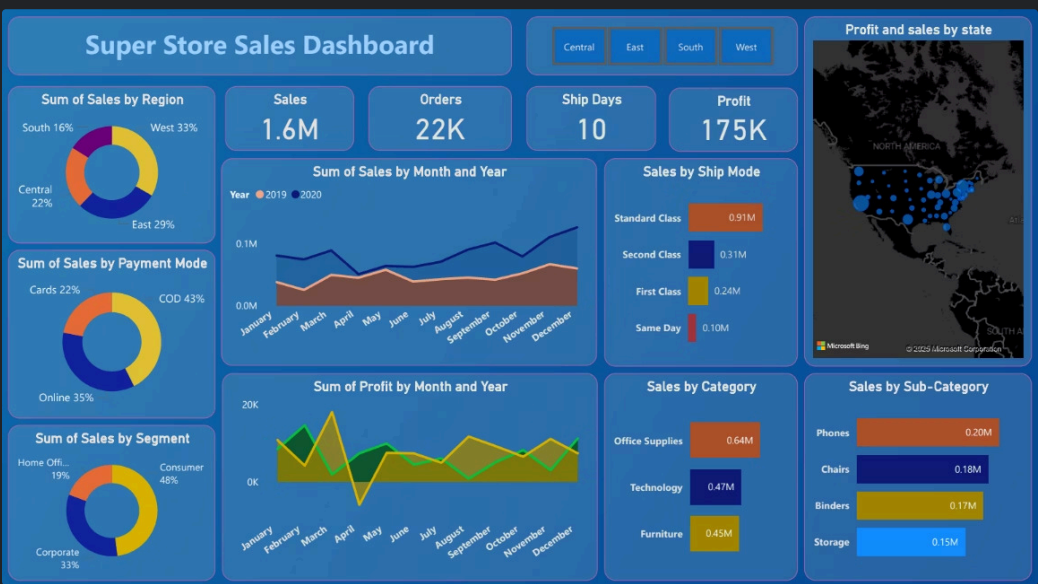 Super Store Sales Dashboard
Central
East
South
West
Profit and sales by state
NORTH AMERICA
SOUTH A
Microsoft Bing
© 2025 Microsoft Corporation
Sum of Sales by Region
South 16%
West 33%
Central
22%
East 29%
Sales
1.6M
Orders
22K
Ship Days
10
Profit
175K
Sum of Sales by Month and Year
Year 2019 2020
0.1M
0.0M
January
February
March
April
May
June
July
August
September
October
November
December
Sales by Ship Mode
Standard Class
0.91M
Second Class
0.31M
First Class
0.24M
Same Day
0.10M
Sum of Sales by Payment Mode
Cards 22%
COD 43%
Online 35%
Sum of Profit by Month and Year
20K
0K
January
February
March
April
May
June
July
August
September
October
November
December
Sales by Category
Office Supplies
0.64M
Technology
0.47M
Furniture
0.45M
Sales by Sub-Category
Phones
0.20M
Chairs
0.18M
Binders
0.17M
Storage
0.15M
Sum of Sales by Segment
Home Offi...
19%
Consumer
48%
Corporate
33%